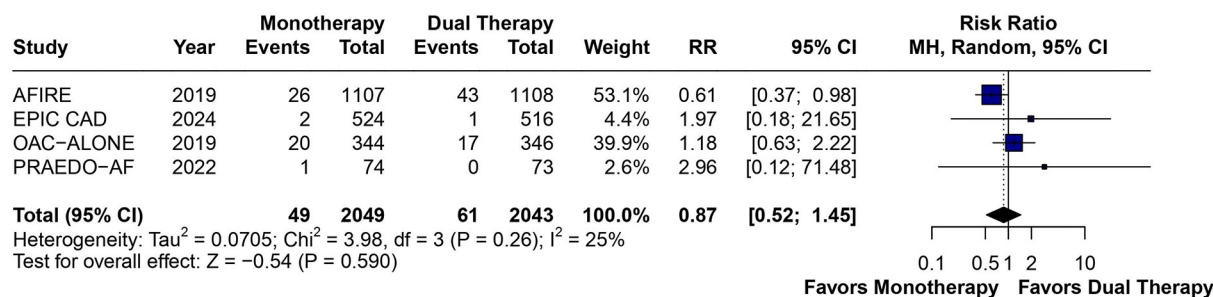 Monotherapy Dual Therapy Risk Ratio
Study Year Events Total Events Total Weight RR 95% CI MH, Random, 95% CI
AFIRE 2019 26 1107 43 1108 53.1% 0.61 [0.37; 0.98]
EPIC CAD 2024 2 524 1 516 4.4% 1.97 [0.18; 21.65]
OAC−ALONE 2019 20 344 17 346 39.9% 1.18 [0.63; 2.22]
PRAEDO−AF 2022 1 74 0 73 2.6% 2.96 [0.12; 71.48]
Total (95% CI) 49 2049 61 2043 100.0% 0.87 [0.52; 1.45]
Heterogeneity: Tau² = 0.0705; Chi² = 3.98, df = 3 (P = 0.26); I² = 25%
Test for overall effect: Z = −0.54 (P = 0.590)
0.1 0.5 1 2 10
Favors Monotherapy Favors Dual Therapy